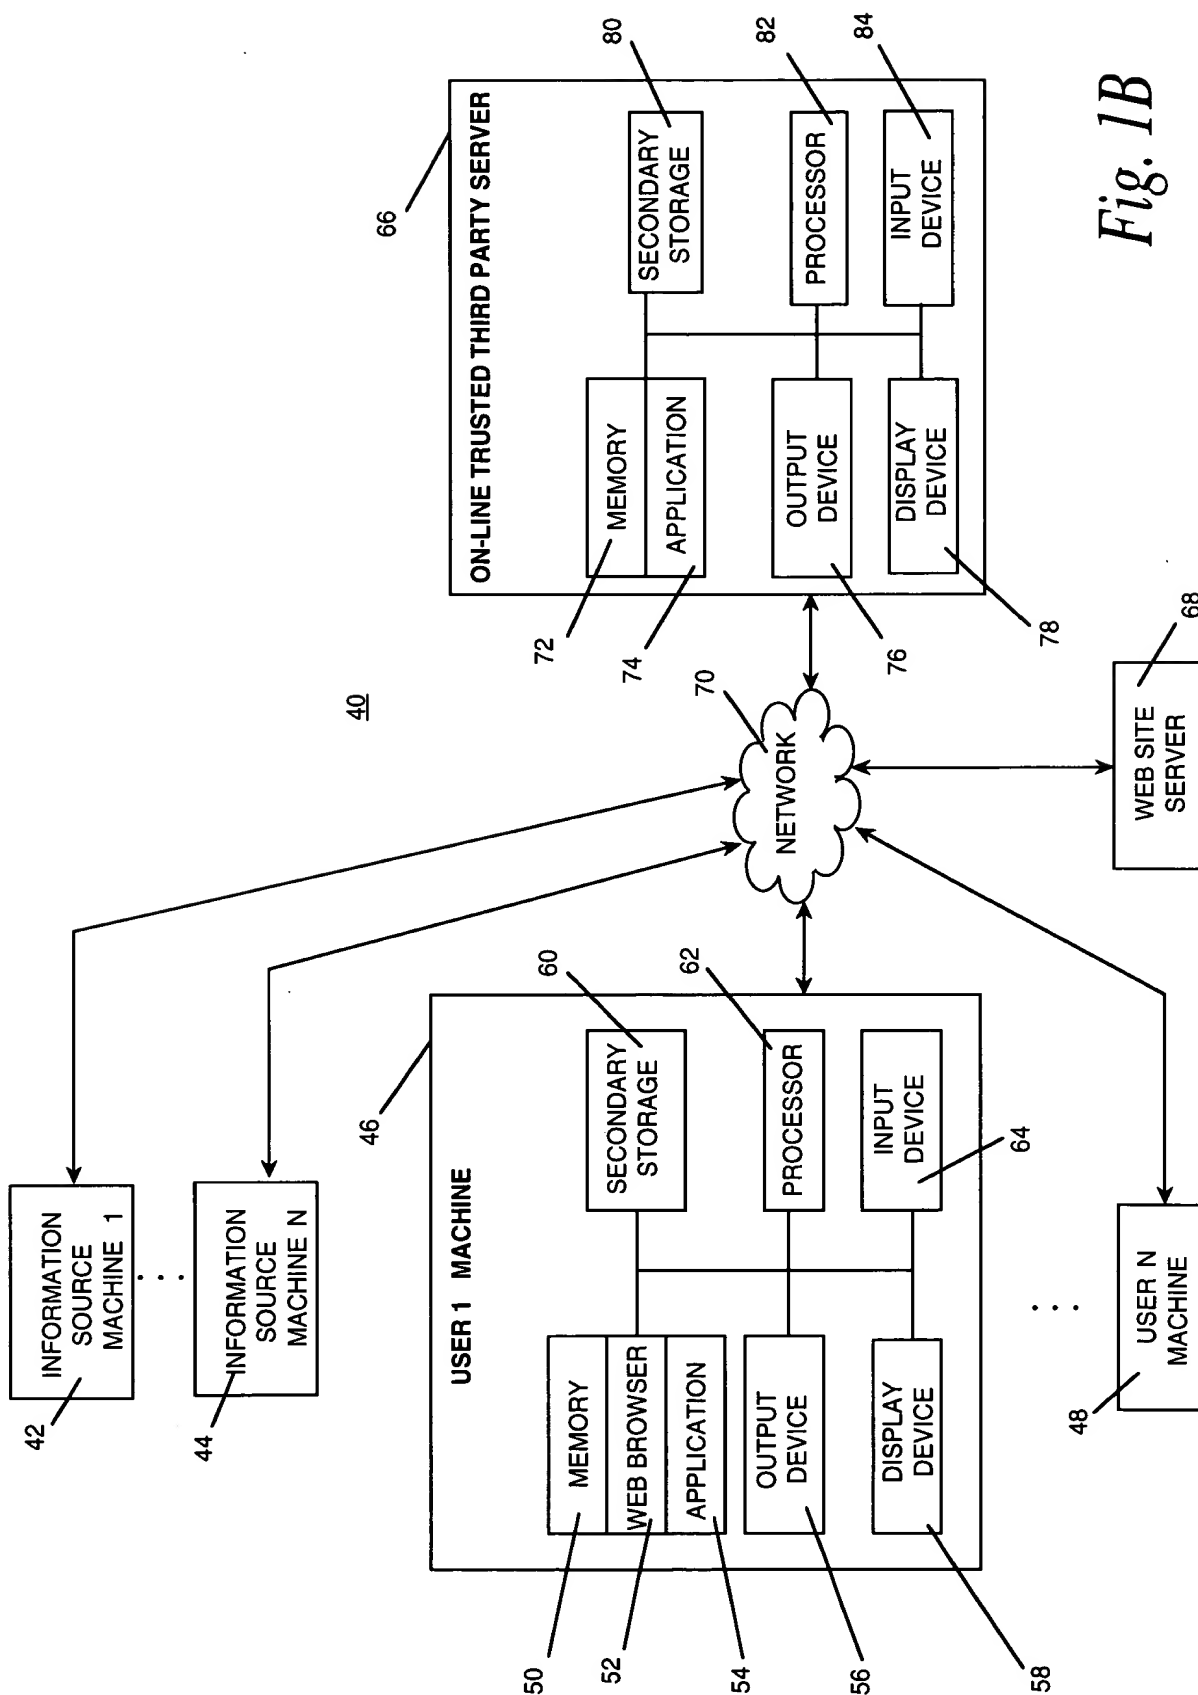 40
42
INFORMATION
SOURCE
MACHINE 1
. . .
44
INFORMATION
SOURCE
MACHINE N
46
USER 1 MACHINE
50
MEMORY
52
WEB BROWSER
54
APPLICATION
56
OUTPUT
DEVICE
58
DISPLAY
DEVICE
60
SECONDARY
STORAGE
62
PROCESSOR
64
INPUT
DEVICE
. . .
48
USER N
MACHINE
70
NETWORK
68
WEB SITE
SERVER
66
ON-LINE TRUSTED THIRD PARTY SERVER
72
MEMORY
74
APPLICATION
76
OUTPUT
DEVICE
78
DISPLAY
DEVICE
80
SECONDARY
STORAGE
82
PROCESSOR
84
INPUT
DEVICE
Fig. 1B